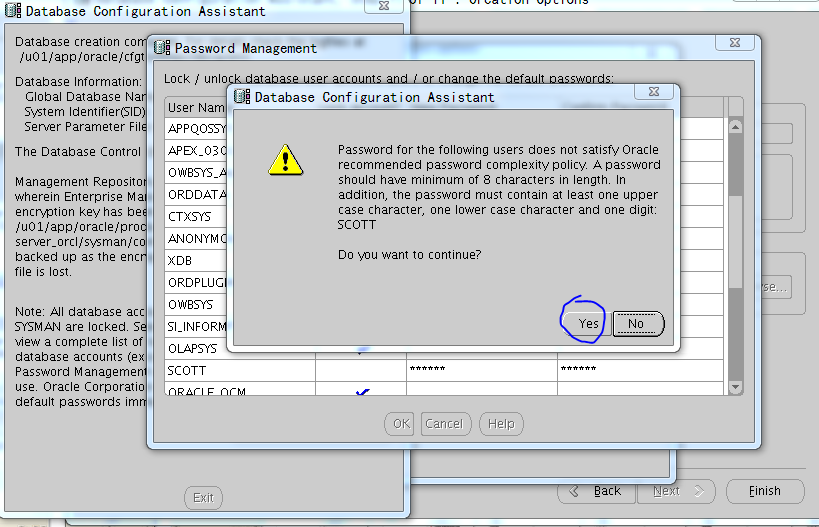 Database Configuration Assistant
Creation Options
Database creation com
/u01/app/oracle/cfgt
Database Information:
Global Database Nam
System Identifier(SID)
Server Parameter File
The Database Control
Management Repositor
wherein Enterprise Man
encryption key has bee
/u01/app/oracle/prod
server_orcl/sysman/co
backed up as the encr
file is lost.
Note: All database acc
SYSMAN are locked. Se
view a complete list of
database accounts (ex
Password Management
use. Oracle Corporatio
default passwords imm
Exit
Password Management
Lock / unlock database user accounts and / or change the default passwords:
User Nam
APPQOSSY
APEX_030
OWBSYS_A
ORDDATA
CTXSYS
ANONYMO
XDB
ORDPLUGI
OWBSYS
SI_INFORM
OLAPSYS
SCOTT ****** ******
ORACLE_OCM
OK Cancel Help
Database Configuration Assistant
Password for the following users does not satisfy Oracle
recommended password complexity policy. A password
should have minimum of 8 characters in length. In
addition, the password must contain at least one upper
case character, one lower case character and one digit:
SCOTT
Do you want to continue?
Yes No
se...
Back Next Finish